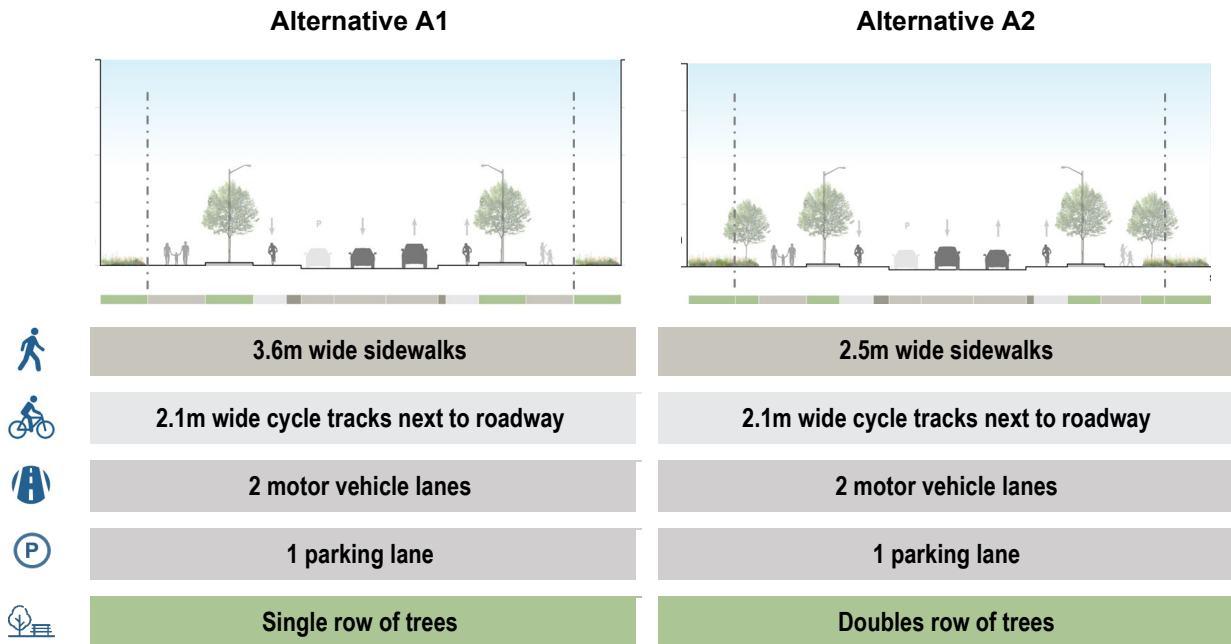 Alternative A1
Alternative A2
P
P
3.6m wide sidewalks
2.5m wide sidewalks
2.1m wide cycle tracks next to roadway
2.1m wide cycle tracks next to roadway
2 motor vehicle lanes
2 motor vehicle lanes
P
1 parking lane
1 parking lane
Single row of trees
Doubles row of trees